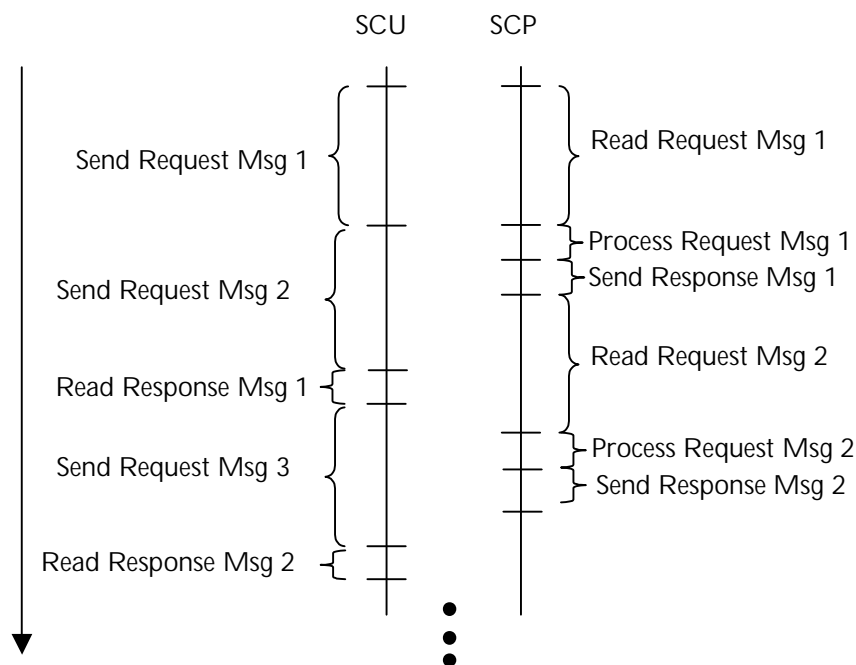 SCU SCP
Send Request Msg 1
Read Request Msg 1
Process Request Msg 1
Send Response Msg 1
Send Request Msg 2
Read Request Msg 2
Read Response Msg 1
Process Request Msg 2
Send Request Msg 3
Send Response Msg 2
Read Response Msg 2